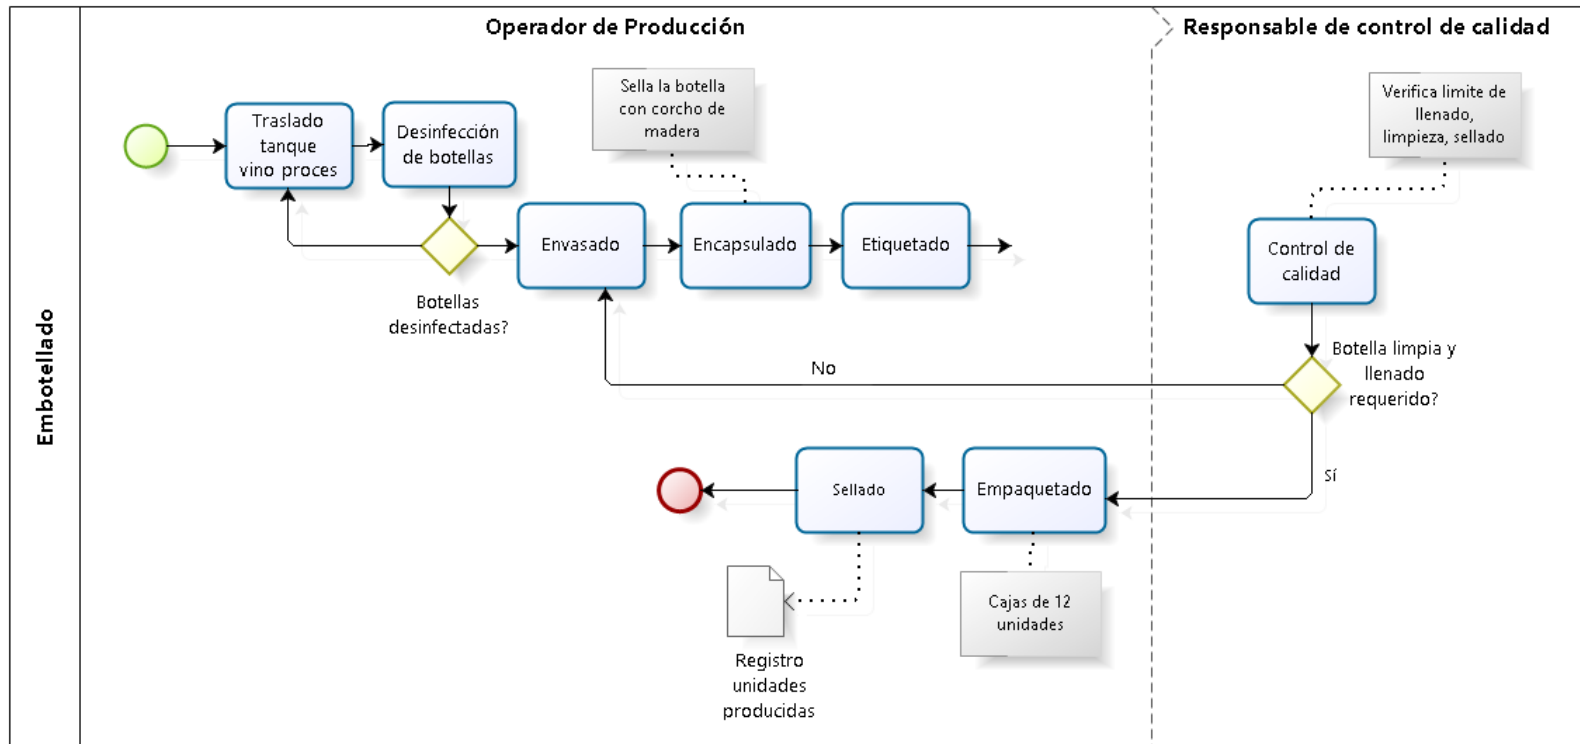 Embotellado
Operador de Producción
Responsable de control de calidad
Sella la botella
con corcho de
madera
Verifica limite de
llenado,
limpieza, sellado
Traslado
tanque
vino proces
Desinfección
de botellas
Botellas
desinfectadas?
Envasado
Encapsulado
Etiquetado
Control de
calidad
Botella limpia y
llenado
requerido?
No
Sí
Sellado
Empaquetado
Cajas de 12
unidades
Registro
unidades
producidas